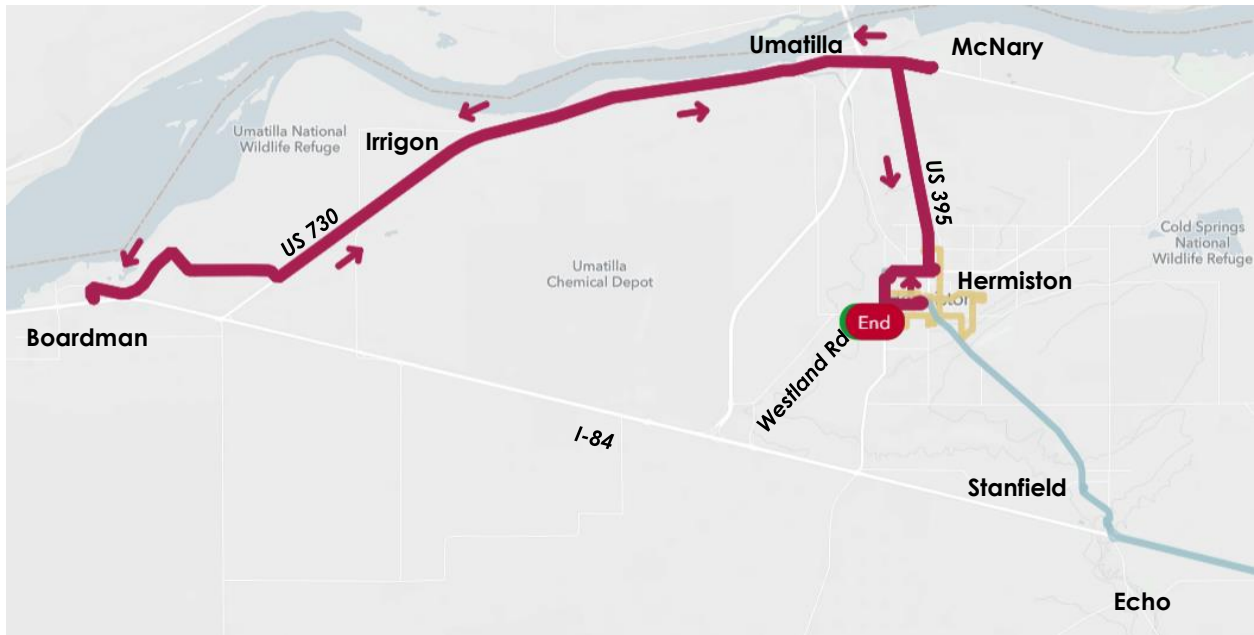 Umatilla
McNary
Umatilla National
Wildlife Refuge
Irrigon
US 395
US 730
Cold Springs
National
Wildlife Refuge
Umatilla
Chemical Depot
Hermiston
End
Boardman
Westland Rd
I-84
Stanfield
Echo